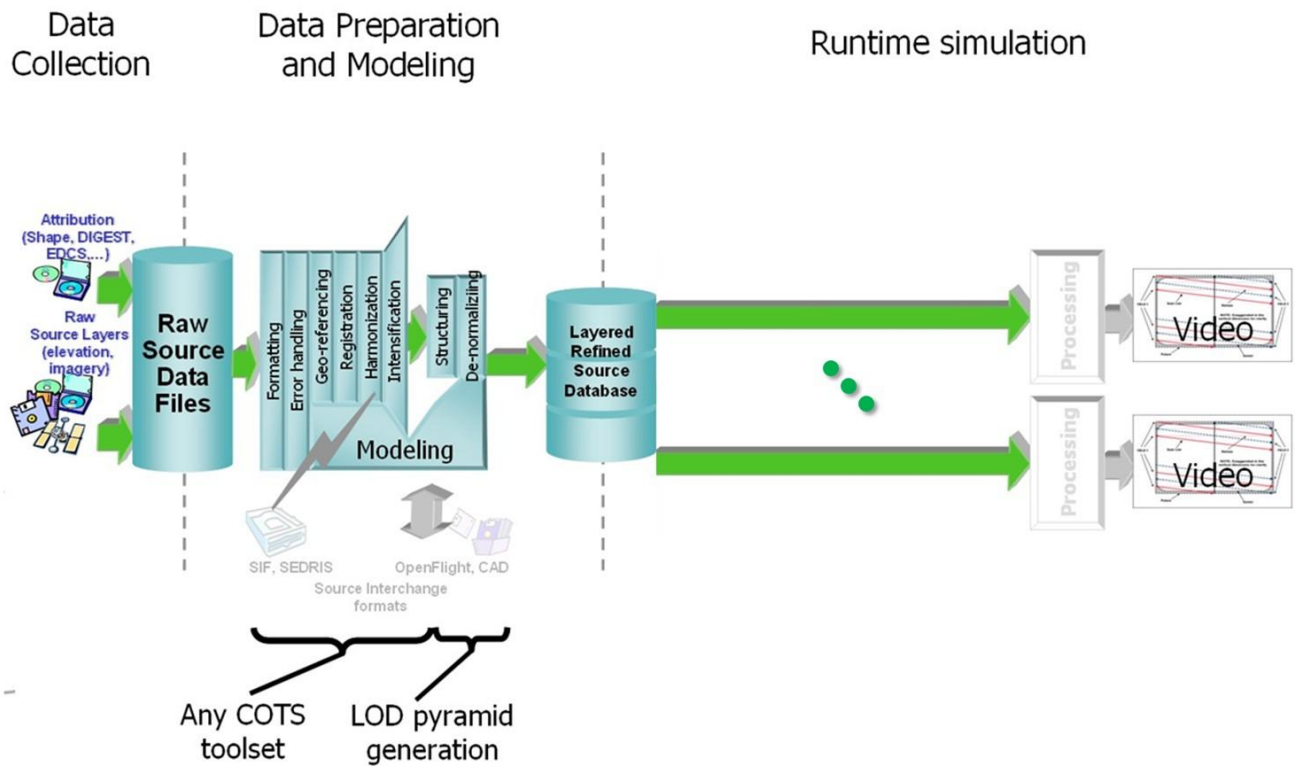 Data
Collection
Data Preparation
and Modeling
Runtime simulation
Attribution
(Shape, DIGEST,
EDCS,...)
Raw
Source Layers
(elevation,
imagery)
Raw
Source
Data
Files
Formatting
Error handling
Geo-referencing
Registration
Harmonization
Intensification
Structuring
De-normaliziing
Modeling
Layered
Refined
Source
Database
Processing
Video
Processing
Video
SIF, SEDRIS
OpenFlight, CAD
Source Interchange
formats
Any COTS
toolset
LOD pyramid
generation